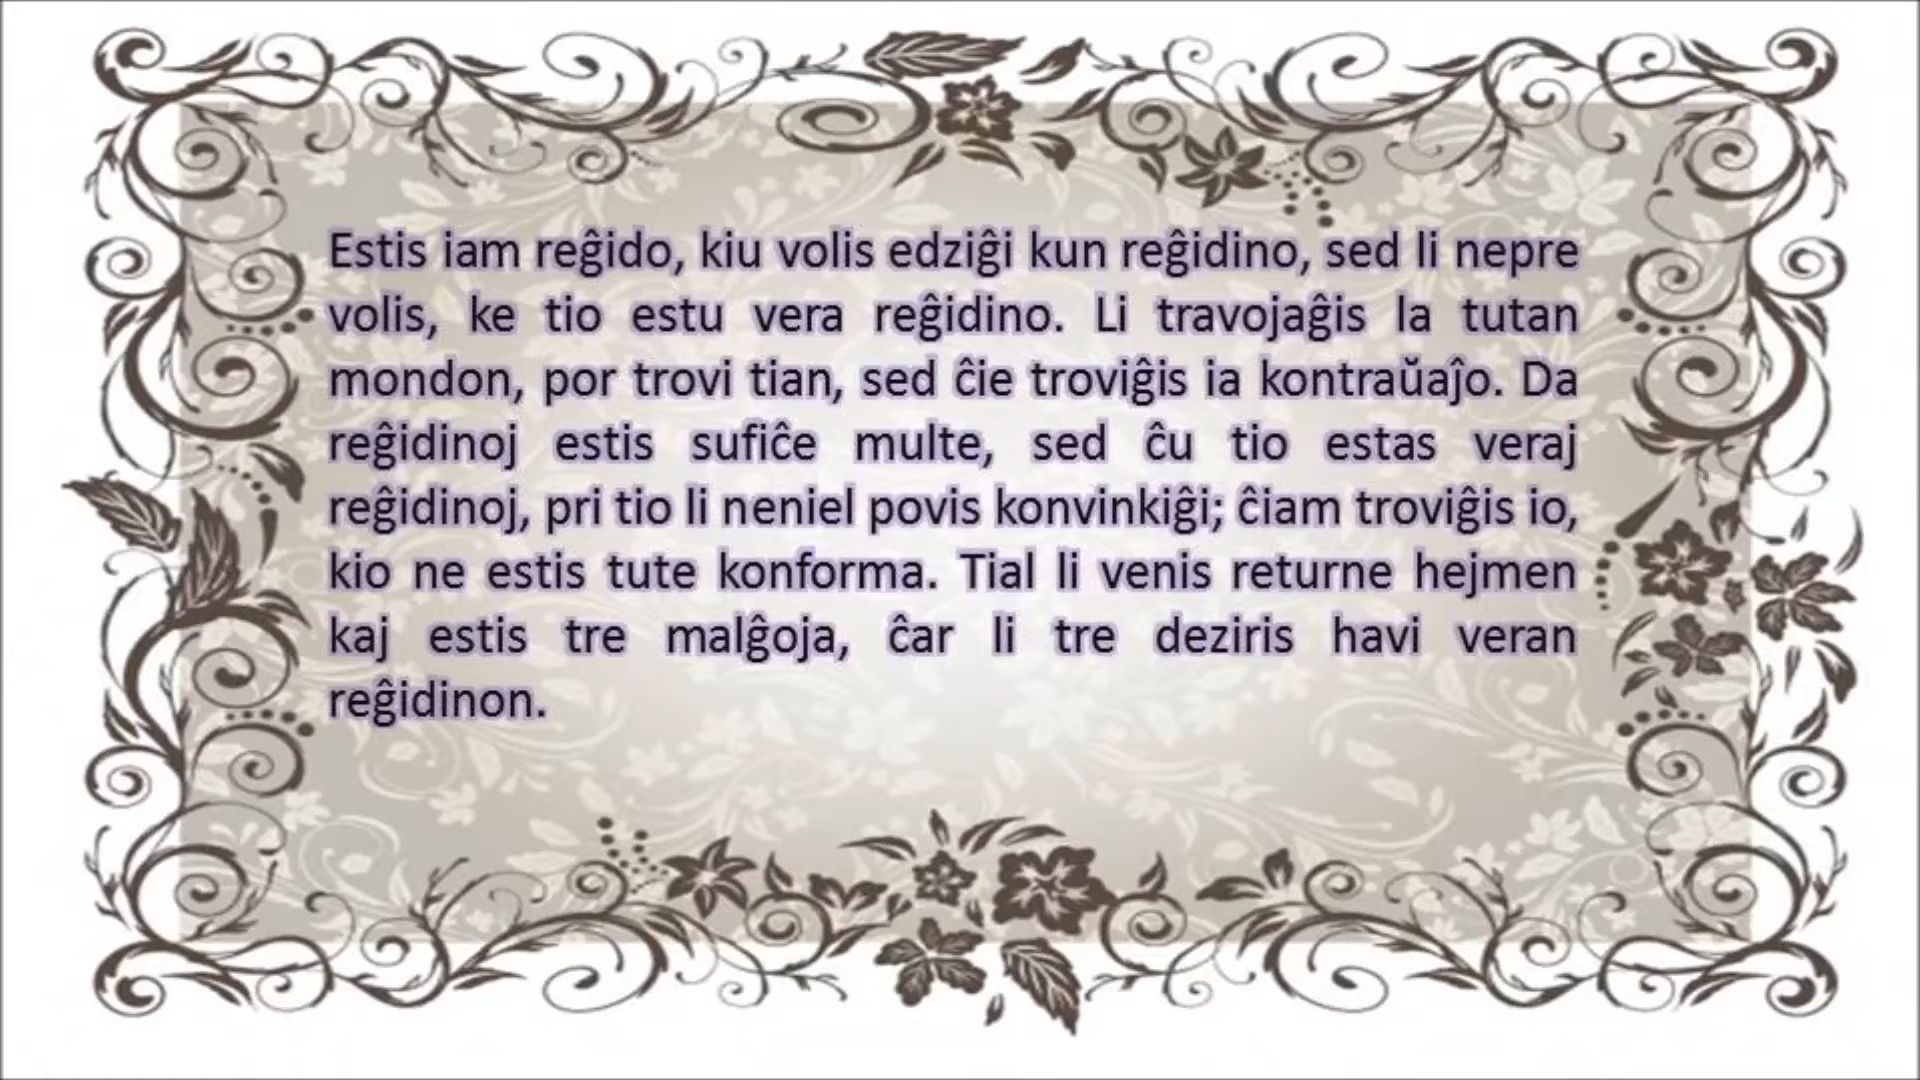 Estis iam reĝido, kiu volis edziĝi kun reĝidino, sed li nepre
volis, ke tio estu vera reĝidino. Li travojaĝis la tutan
mondon, por trovi tian, sed ĉie troviĝis ia kontraŭaĵo. Da
reĝidinoj estis sufiĉe multe, sed ĉu tio estas veraj
reĝidinoj, pri tio li neniel povis konvinkiĝi; ĉiam troviĝis io,
kio ne estis tute konforma. Tial li venis returne hejmen
kaj estis tre malĝoja, ĉar li tre deziris havi veran
reĝidinon.